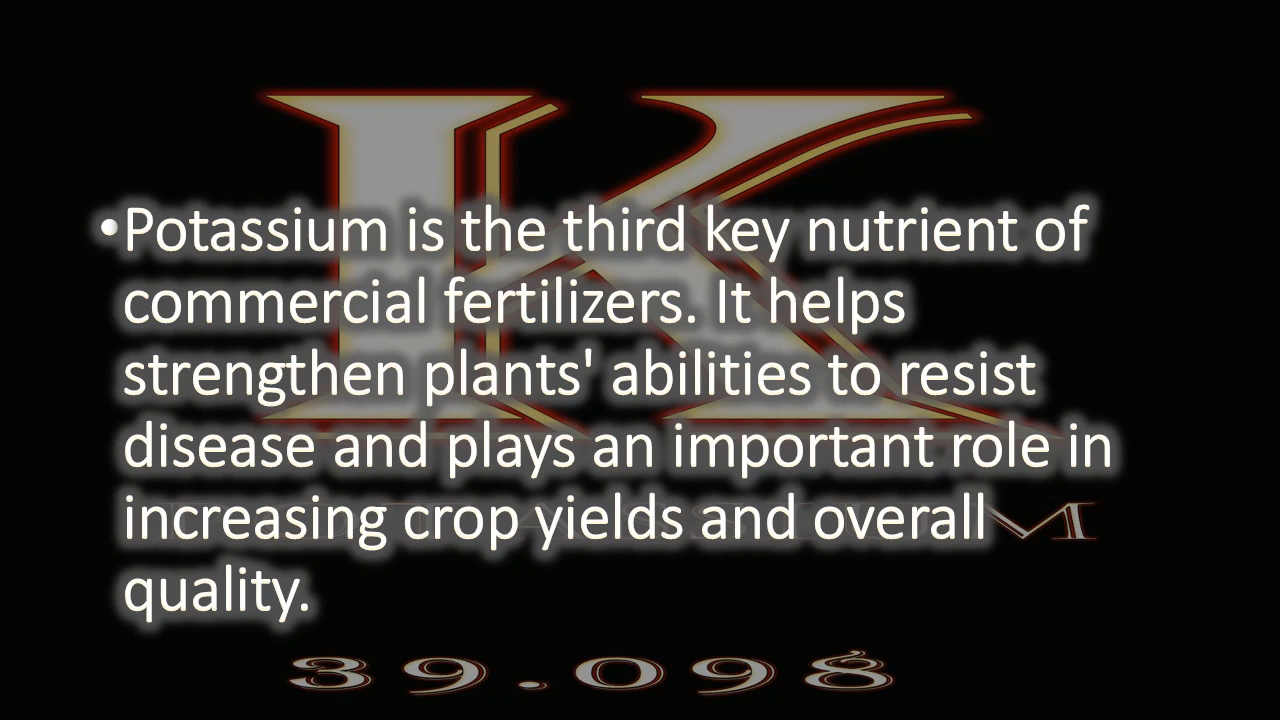 K
•Potassium is the third key nutrient of
commercial fertilizers. It helps
strengthen plants' abilities to resist
disease and plays an important role in
increasing crop yields and overall
quality.
39.098